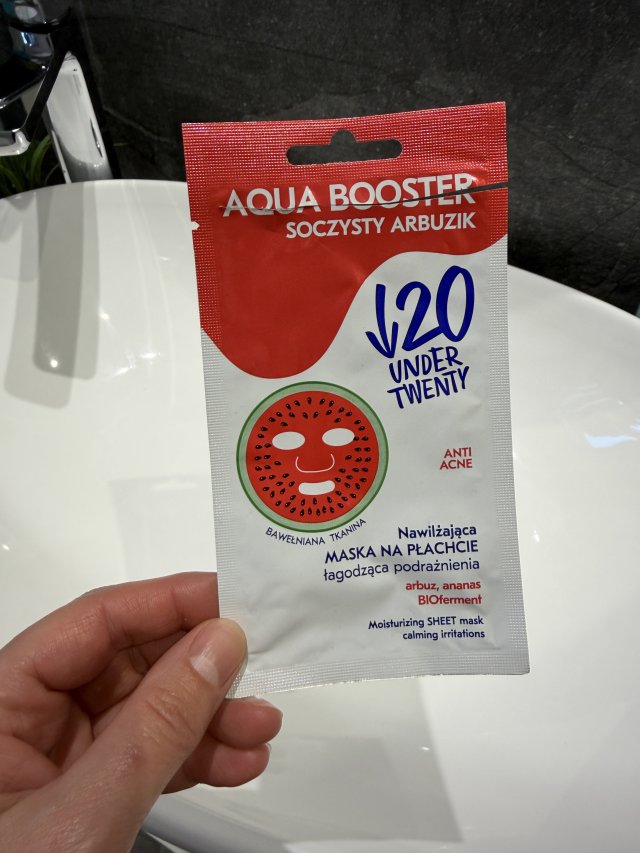 AQUA BOOSTER
SOCZYSTY ARBUZIK
↓20
UNDER
TWENTY
ANTI
ACNE
BAWEŁNIANA TKANINA
Nawilżająca
MASKA NA PŁACHCIE
łagodząca podrażnienia
arbuz, ananas
BIOferment
Moisturizing SHEET mask
calming irritations